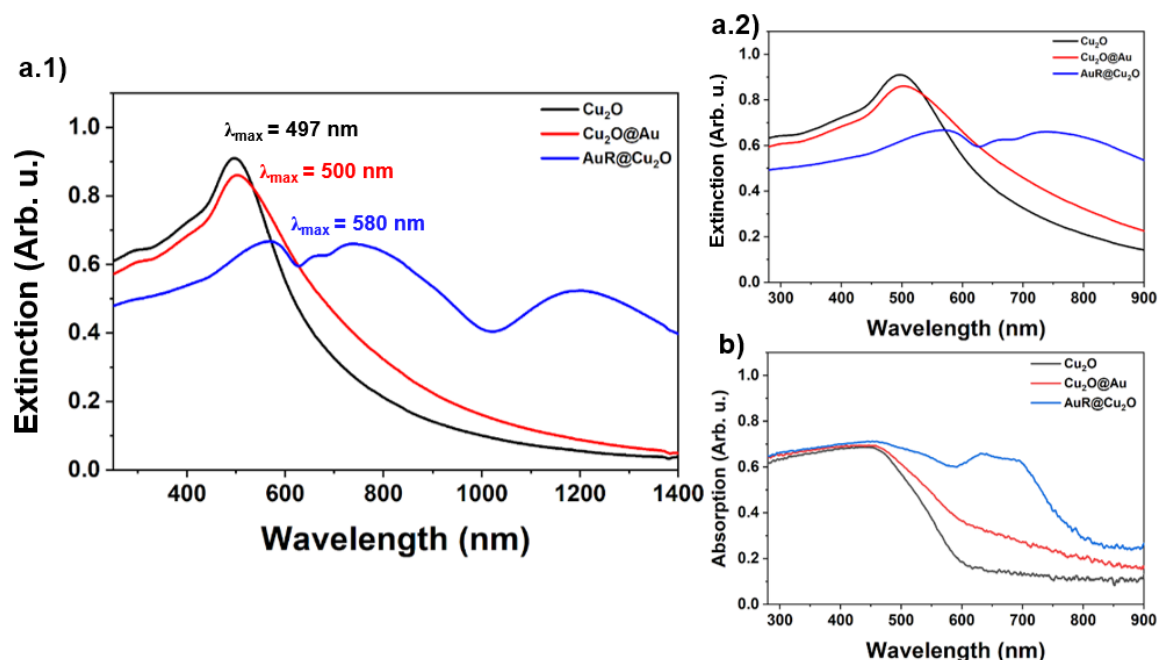 a.1)
Extinction (Arb. u.)
1.0
0.8
0.6
0.4
0.2
0.0
λmax = 497 nm
λmax = 500 nm
λmax = 580 nm
Cu₂O
Cu₂O@Au
AuR@Cu₂O
400 600 800 1000 1200 1400
Wavelength (nm)
a.2)
Extinction (Arb. u.)
1.0
0.8
0.6
0.4
0.2
0.0
Cu₂O
Cu₂O@Au
AuR@Cu₂O
300 400 500 600 700 800 900
Wavelength (nm)
b)
Absorption (Arb. u.)
1.0
0.8
0.6
0.4
0.2
0.0
Cu₂O
Cu₂O@Au
AuR@Cu₂O
300 400 500 600 700 800 900
Wavelength (nm)